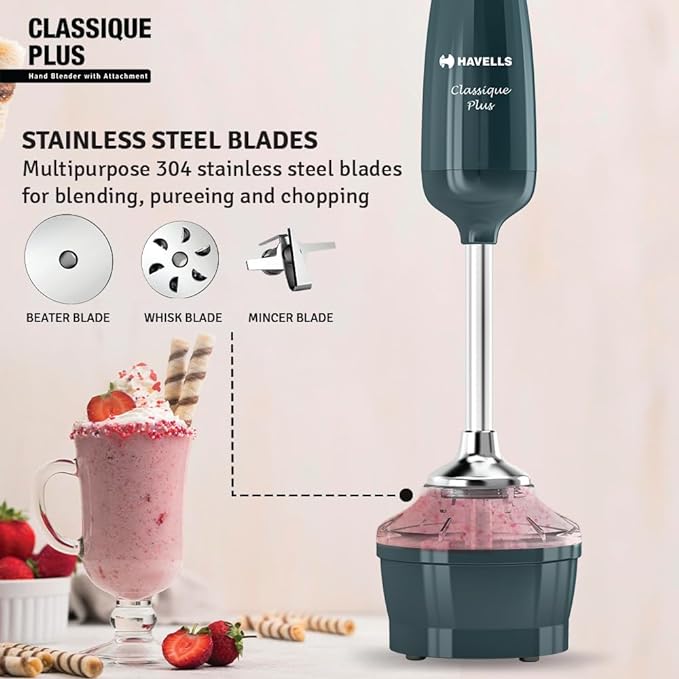 CLASSIQUE
PLUS
Hand Blender with Attachment
HAVELLS
Classique
Plus
STAINLESS STEEL BLADES
Multipurpose 304 stainless steel blades
for blending, pureeing and chopping
BEATER BLADE
WHISK BLADE
MINCER BLADE